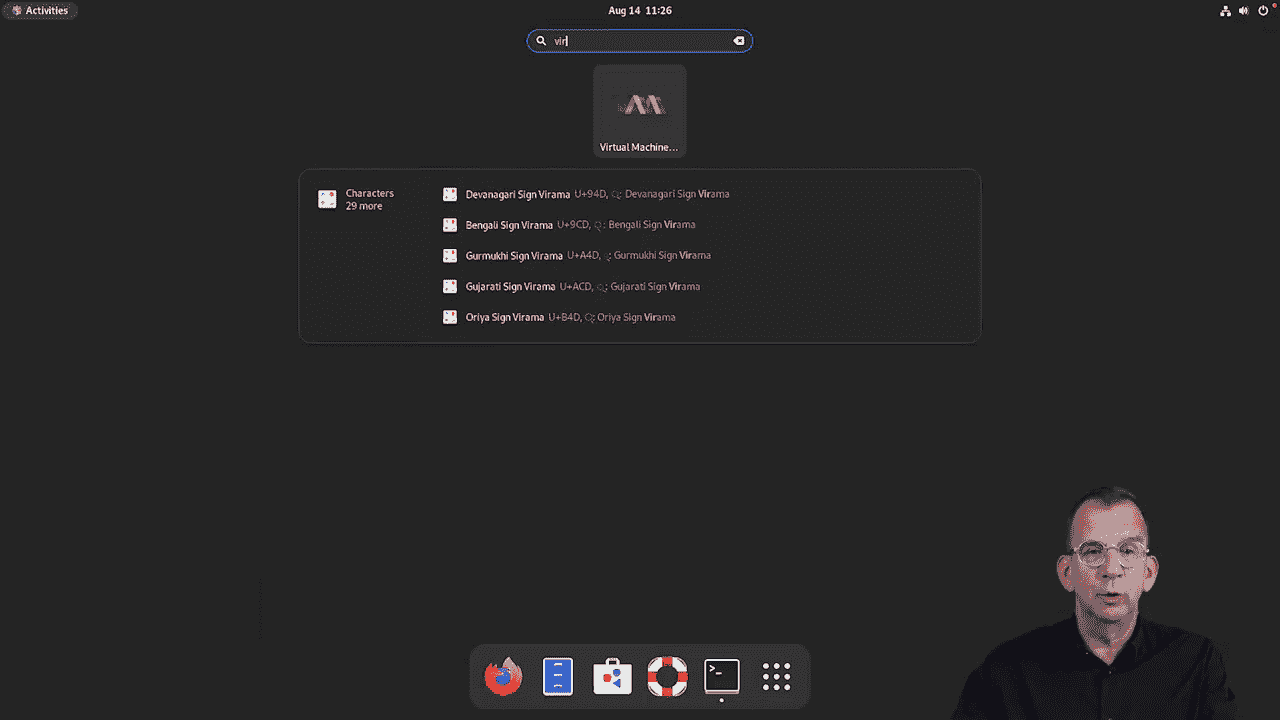 Activities
Aug 14 11:26
vir
Virtual Machine...
Characters
29 more
Devanagari Sign Virama U+94D, ्: Devanagari Sign Virama
Bengali Sign Virama U+9CD, ্: Bengali Sign Virama
Gurmukhi Sign Virama U+A4D, ੍: Gurmukhi Sign Virama
Gujarati Sign Virama U+ACD, ્: Gujarati Sign Virama
Oriya Sign Virama U+B4D, ୍: Oriya Sign Virama